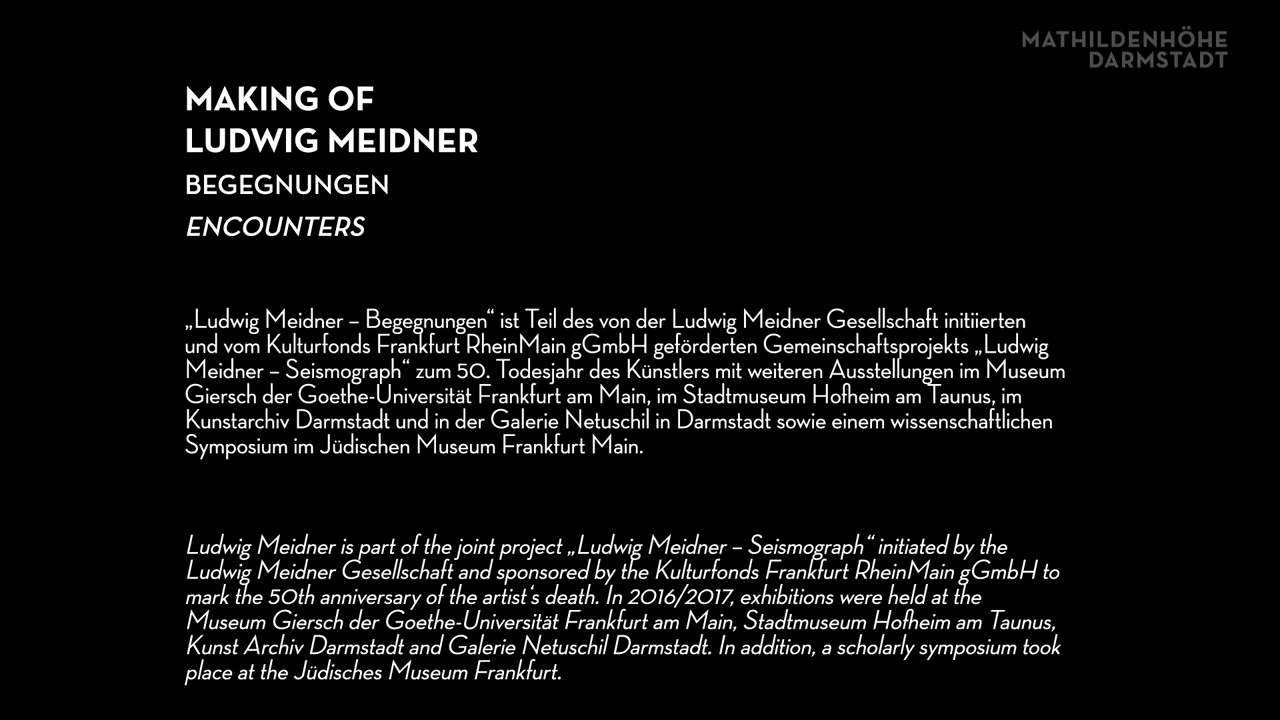 MATHILDENHÖHE
DARMSTADT
MAKING OF
LUDWIG MEIDNER
BEGEGNUNGEN
ENCOUNTERS
„Ludwig Meidner – Begegnungen“ ist Teil des von der Ludwig Meidner Gesellschaft initiierten
und vom Kulturfonds Frankfurt RheinMain gGmbH geförderten Gemeinschaftsprojekts „Ludwig
Meidner – Seismograph“ zum 50. Todesjahr des Künstlers mit weiteren Ausstellungen im Museum
Giersch der Goethe-Universität Frankfurt am Main, im Stadtmuseum Hofheim am Taunus, im
Kunstarchiv Darmstadt und in der Galerie Netuschil in Darmstadt sowie einem wissenschaftlichen
Symposium im Jüdischen Museum Frankfurt Main.
Ludwig Meidner is part of the joint project „Ludwig Meidner – Seismograph“ initiated by the
Ludwig Meidner Gesellschaft and sponsored by the Kulturfonds Frankfurt RheinMain gGmbH to
mark the 50th anniversary of the artist‘s death. In 2016/2017, exhibitions were held at the
Museum Giersch der Goethe-Universität Frankfurt am Main, Stadtmuseum Hofheim am Taunus,
Kunst Archiv Darmstadt and Galerie Netuschil Darmstadt. In addition, a scholarly symposium took
place at the Jüdisches Museum Frankfurt.